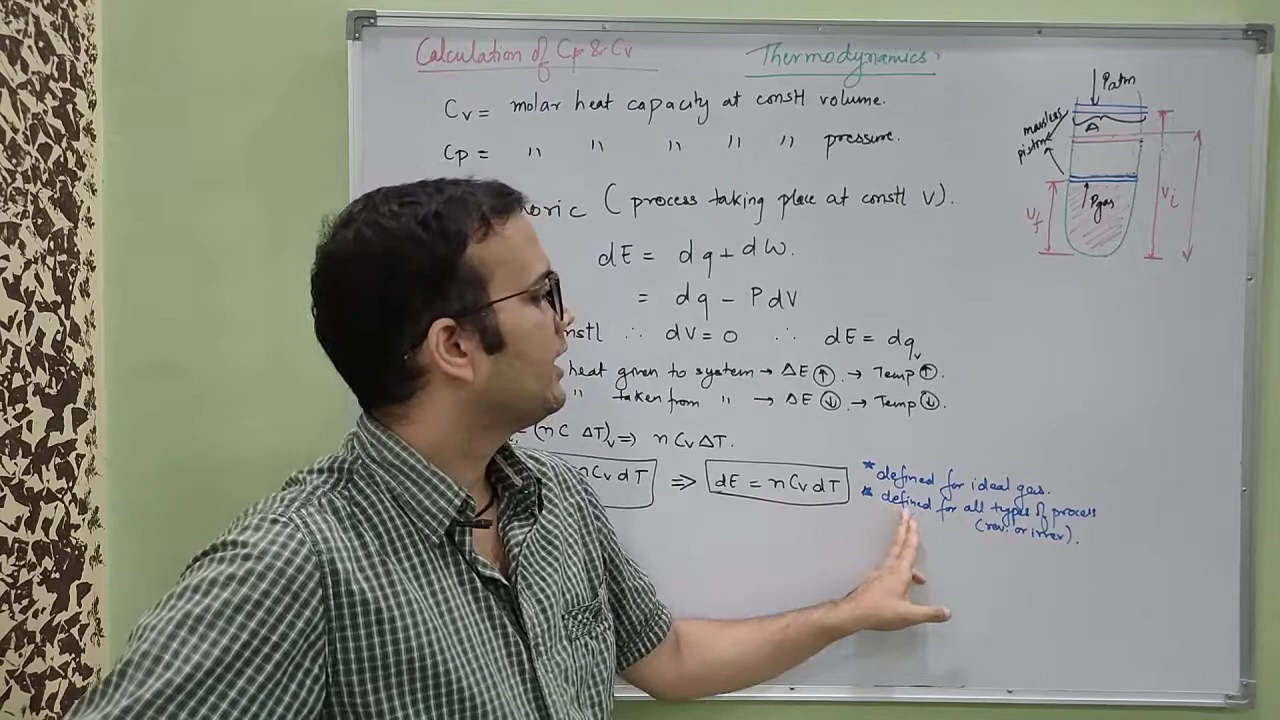 Calculation of Cp & Cv
Thermodynamics.
Cv = molar heat capacity at constt volume.
Cp = " " " " " pressure.
oric (process taking place at constt V).
dE = dq + dW.
= dq - PdV
nstt ∴ dV = 0 ∴ dE = dqv
heat given to system → ΔE ↑ → Temp ↑.
" taken from " → ΔE ↓ → Temp ↓.
= (nC ΔT)v ⇒ nCvΔT.
nCvdT ⇒ dE = nCvdT
* defined for ideal gas.
* defined for all types of process
(rev. or irrev).
Patm
massless
piston
A
Pgas
Vf
Vi